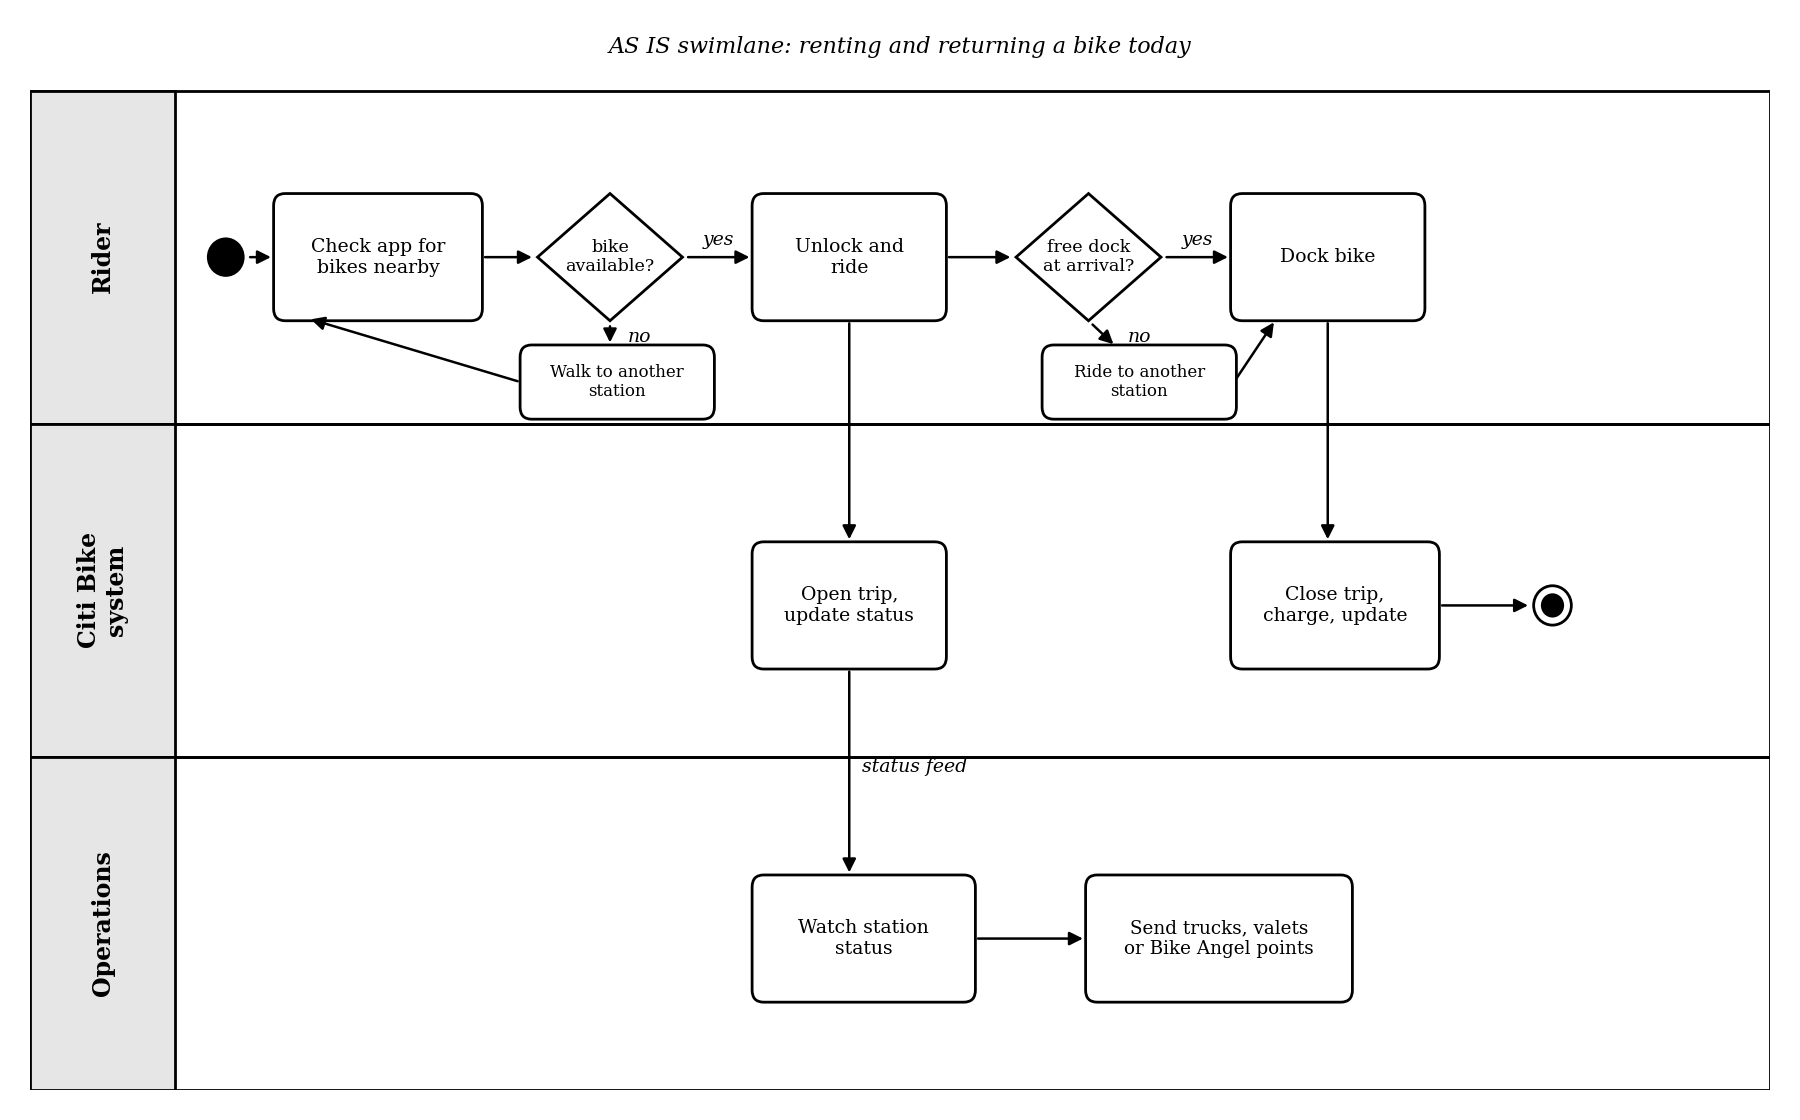 AS IS swimlane: renting and returning a bike today
Rider
Check app for
bikes nearby
bike
available?
yes
Unlock and
ride
free dock
at arrival?
yes
Dock bike
no
Walk to another
station
no
Ride to another
station
Citi Bike
system
Open trip,
update status
Close trip,
charge, update
status feed
Operations
Watch station
status
Send trucks, valets
or Bike Angel points